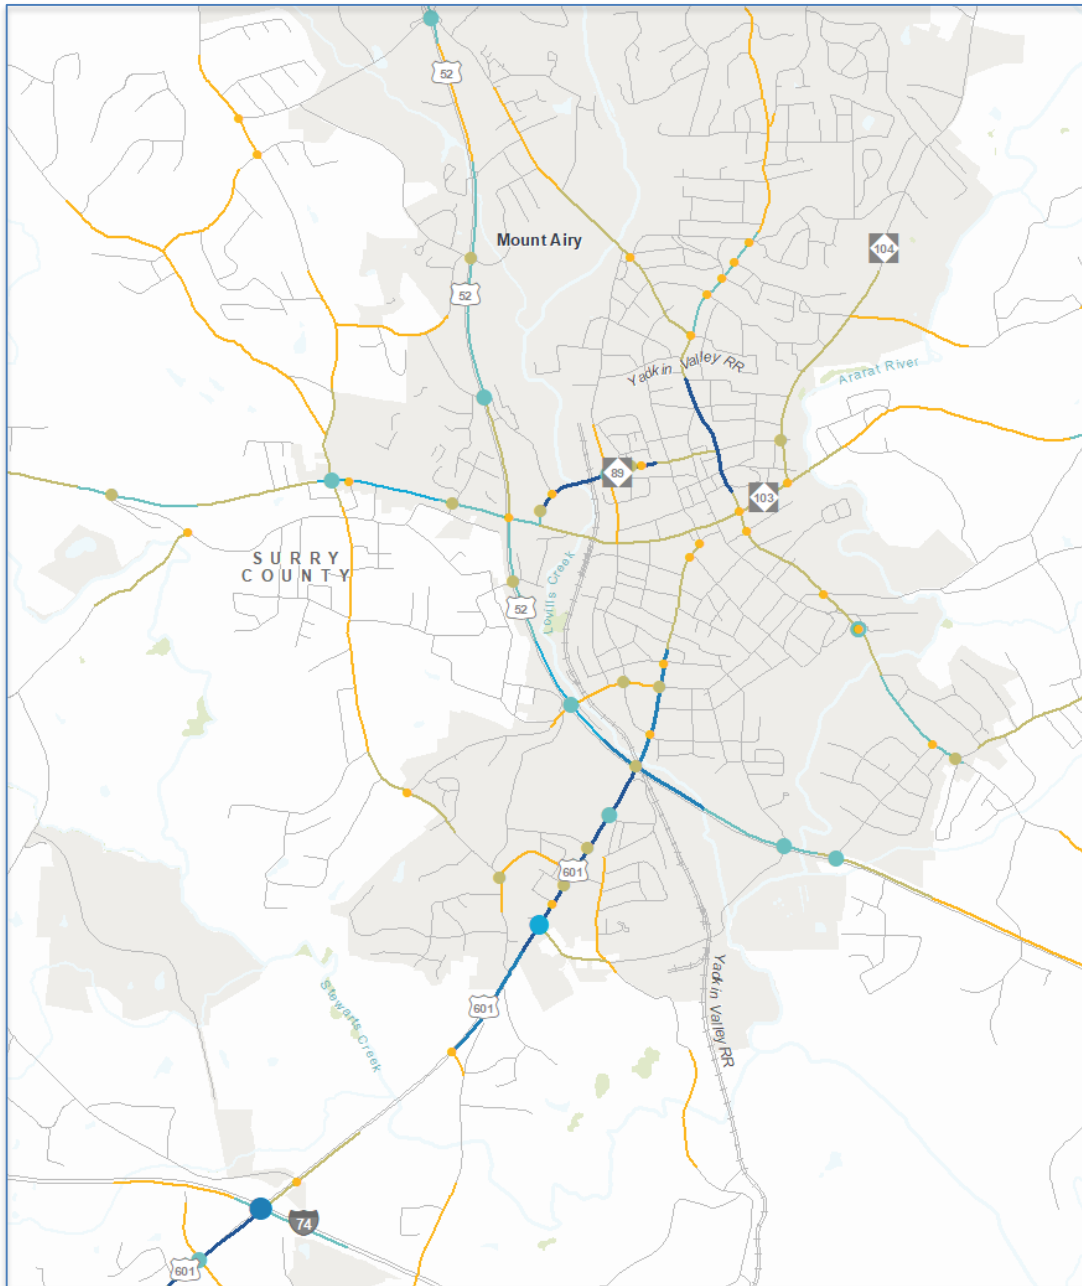 52
Mount Airy
104
52
Yadkin Valley RR
Ararat River
89
103
SURRY
COUNTY
Lovills Creek
52
601
Yadkin Valley RR
601
Stewarts Creek
74
601